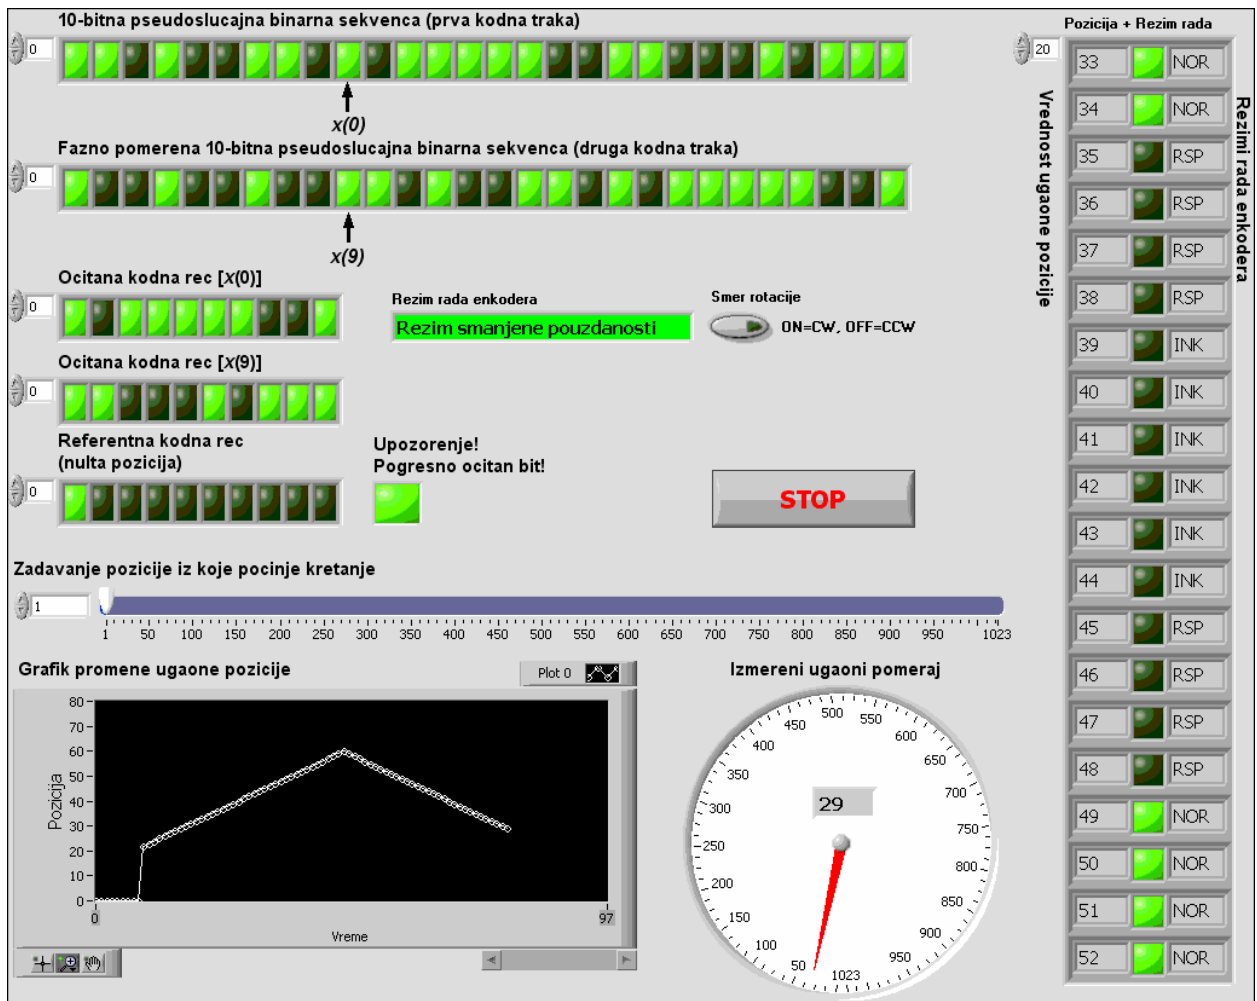 10-bitna pseudoslucajna binarna sekvenca (prva kodna traka)
0
x(0)
Fazno pomerena 10-bitna pseudoslucajna binarna sekvenca (druga kodna traka)
0
x(9)
Ocitana kodna rec [x(0)]
0
Rezim rada enkodera
Rezim smanjene pouzdanosti
Smer rotacije
ON=CW, OFF=CCW
Ocitana kodna rec [x(9)]
0
Referentna kodna rec
(nulta pozicija)
0
Upozorenje!
Pogresno ocitan bit!
STOP
Zadavanje pozicije iz koje pocinje kretanje
1
1 50 100 150 200 250 300 350 400 450 500 550 600 650 700 750 800 850 900 950 1023
Grafik promene ugaone pozicije
Plot 0
Pozicija
80
70
60
50
40
30
20
10
0
0 97
Vreme
Izmereni ugaoni pomeraj
50 100 150 200 250 300 350 400 450 500 550 600 650 700 750 800 850 900 950 1023
29
Pozicija + Rezim rada
20
Vrednost ugaone pozicije
Rezimi rada enkodera
33 NOR
34 NOR
35 RSP
36 RSP
37 RSP
38 RSP
39 INK
40 INK
41 INK
42 INK
43 INK
44 INK
45 RSP
46 RSP
47 RSP
48 RSP
49 NOR
50 NOR
51 NOR
52 NOR